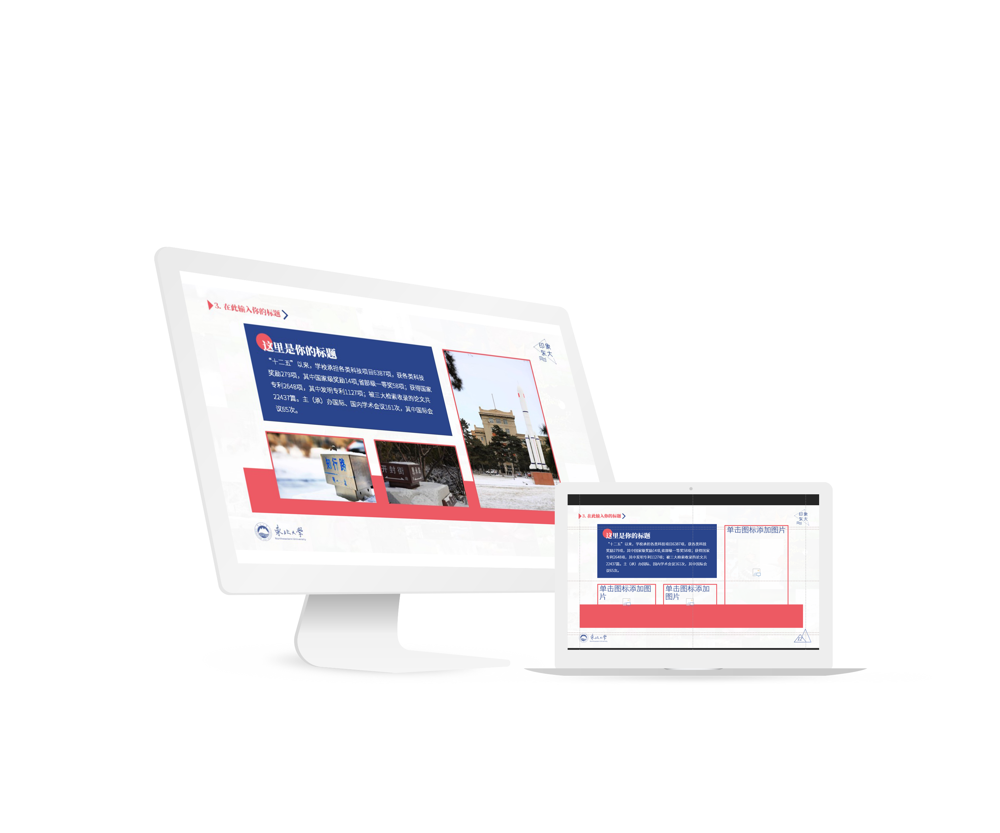 3. 在此输入你的标题
印象
东大
这里是你的标题
“十二五”以来，学校承担各类科技项目6387项，获各类科技
奖励279项，其中国家级奖励14项,省部级一等奖58项；获得国家
专利2648项，其中发明专利1127项；被三大检索收录的论文共
22437篇。主（承）办国际、国内学术会议161次，其中国际会
议65次。
知行路
开封街
東北大學
Northeastern University
3. 在此输入你的标题
印象
东大
单击图标添加图片
这里是你的标题
“十二五”以来，学校承担各类科技项目6387项，获各类科技
奖励279项，其中国家级奖励14项,省部级一等奖58项；获得国家
专利2648项，其中发明专利1127项；被三大检索收录的论文共
22437篇。主（承）办国际、国内学术会议161次，其中国际会
议65次。
单击图标添加图
片
单击图标添加
图片
東北大學
Northeastern University
12